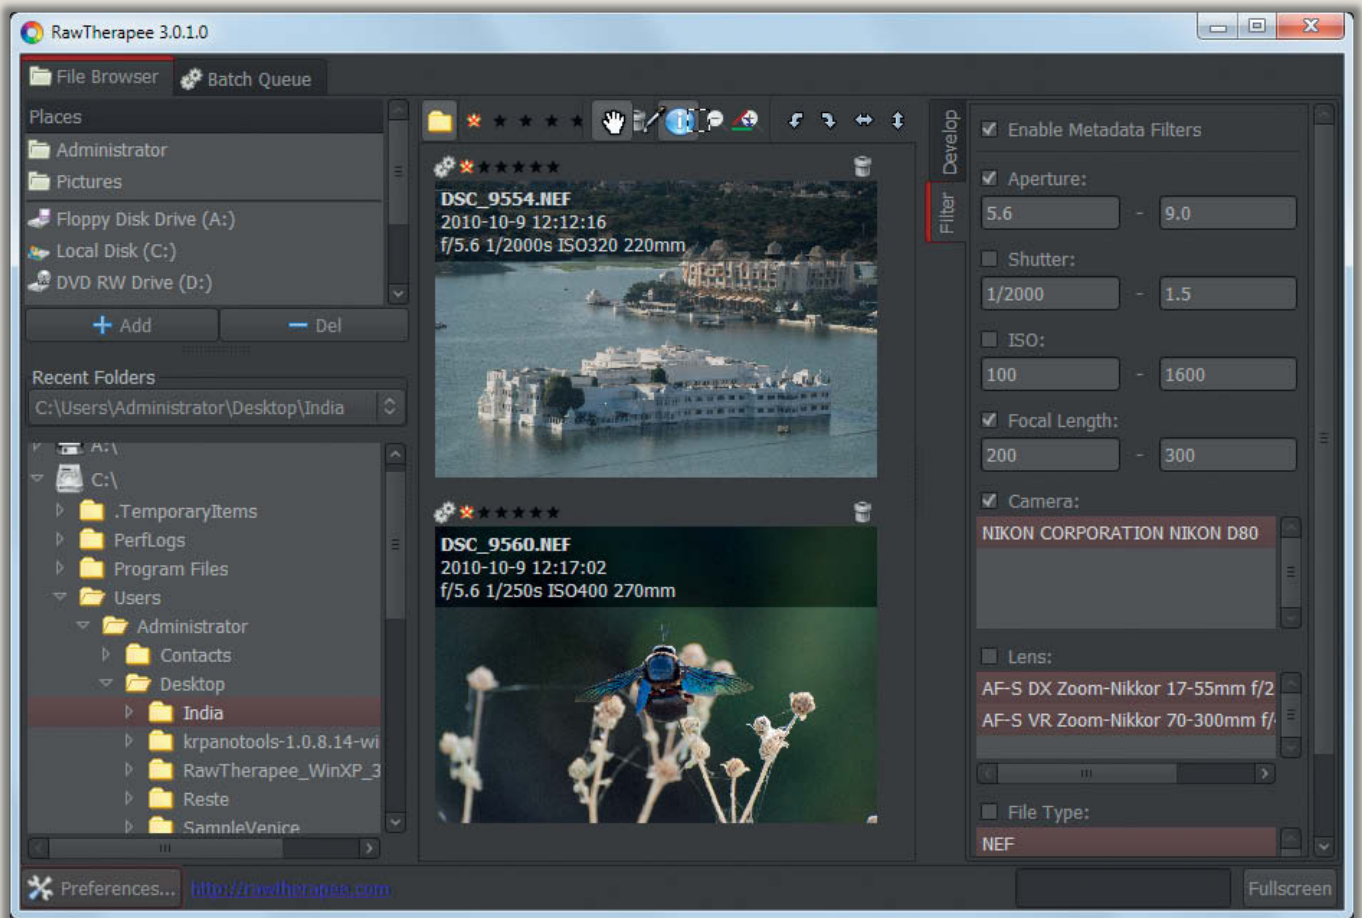 RawTherapee 3.0.1.0
File Browser
Batch Queue
Places
Administrator
Pictures
Floppy Disk Drive (A:)
Local Disk (C:)
DVD RW Drive (D:)
Add
Del
Recent Folders
C:\Users\Administrator\Desktop\India
A:\
C:\
.TemporaryItems
PerfLogs
Program Files
Users
Administrator
Contacts
Desktop
India
krpanotools-1.0.8.14-wi
RawTherapee_WinXP_3
Reste
SampleVenice
Preferences...
http://rawtherapee.com
DSC_9554.NEF
2010-10-9 12:12:16
f/5.6 1/2000s ISO320 220mm
DSC_9560.NEF
2010-10-9 12:17:02
f/5.6 1/250s ISO400 270mm
Develop
Filter
Enable Metadata Filters
Aperture:
5.6 - 9.0
Shutter:
1/2000 - 1.5
ISO:
100 - 1600
Focal Length:
200 - 300
Camera:
NIKON CORPORATION NIKON D80
Lens:
AF-S DX Zoom-Nikkor 17-55mm f/2
AF-S VR Zoom-Nikkor 70-300mm f/
File Type:
NEF
Fullscreen